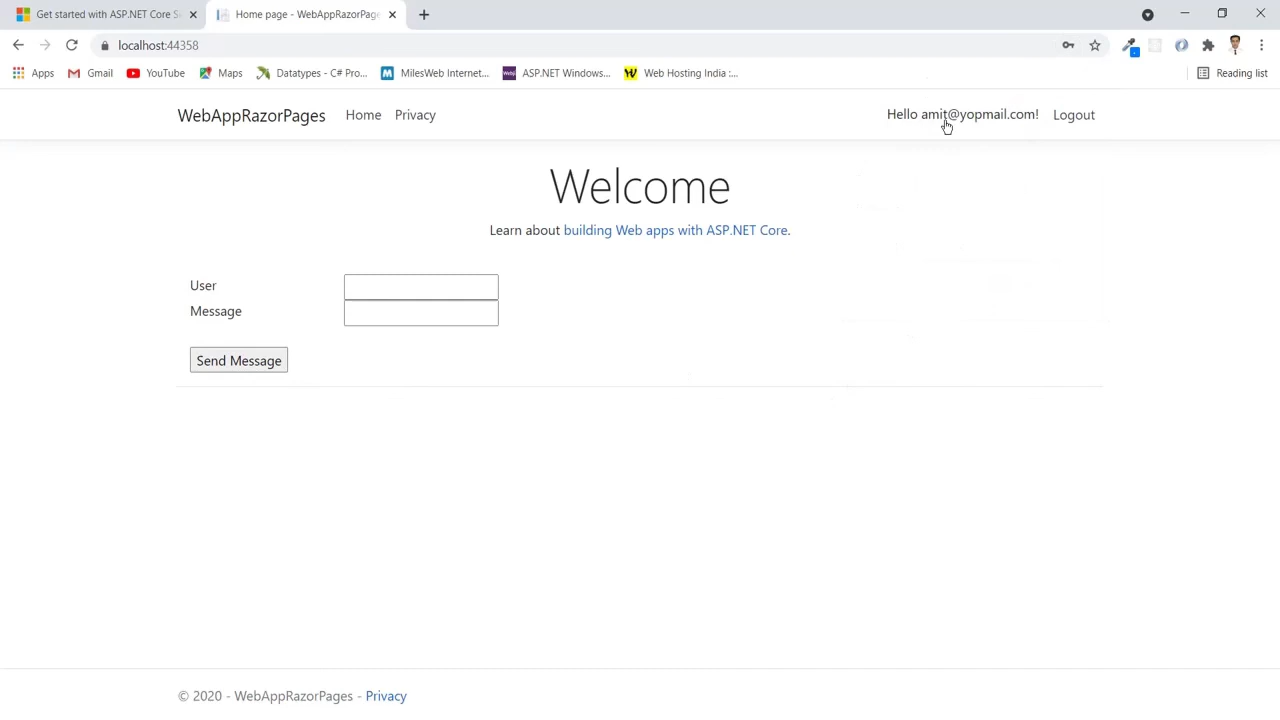 Get started with ASP.NET Core Si
Home page - WebAppRazorPage
localhost:44358
Apps
Gmail
YouTube
Maps
Datatypes - C# Pro...
MilesWeb Internet...
ASP.NET Windows...
Web Hosting India :...
Reading list
WebAppRazorPages
Home
Privacy
Hello amit@yopmail.com!
Logout
Welcome
Learn about building Web apps with ASP.NET Core.
User
Message
Send Message
© 2020 - WebAppRazorPages - Privacy